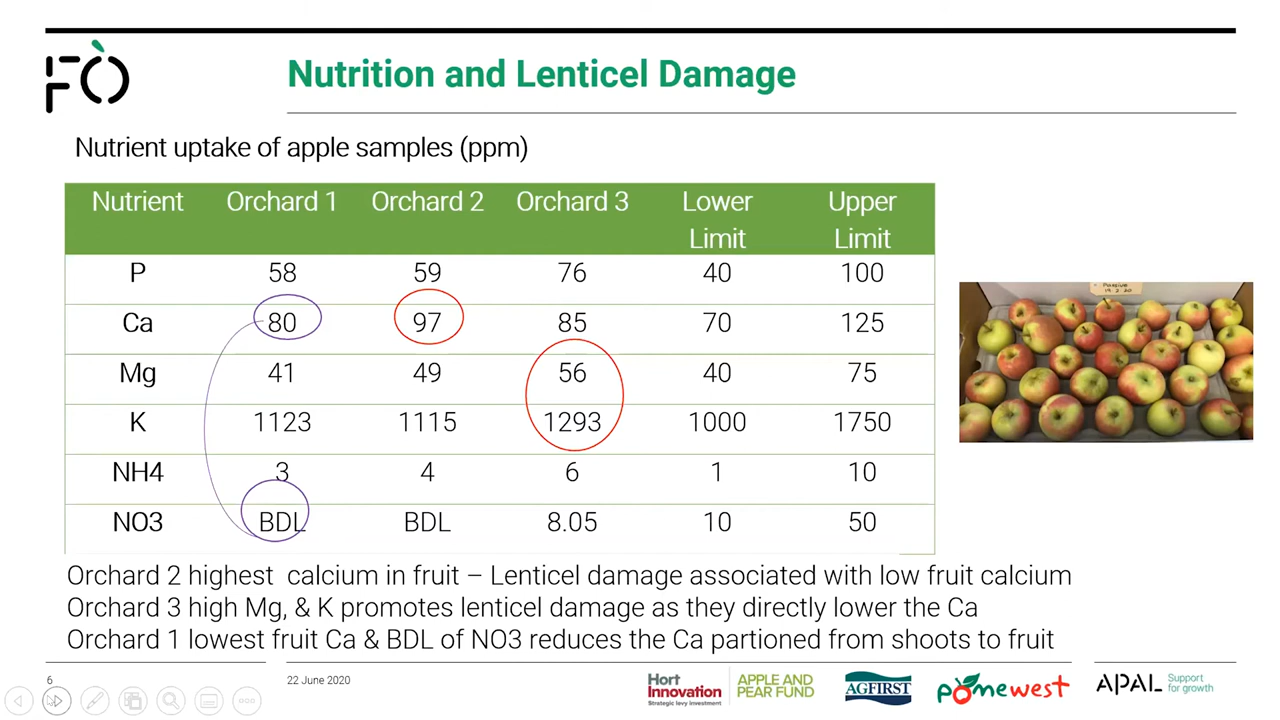 FÒ
Nutrition and Lenticel Damage
Nutrient uptake of apple samples (ppm)
Nutrient Orchard 1 Orchard 2 Orchard 3 Lower Limit Upper Limit
P 58 59 76 40 100
Ca 80 97 85 70 125
Mg 41 49 56 40 75
K 1123 1115 1293 1000 1750
NH4 3 4 6 1 10
NO3 BDL BDL 8.05 10 50
Orchard 2 highest calcium in fruit – Lenticel damage associated with low fruit calcium
Orchard 3 high Mg, & K promotes lenticel damage as they directly lower the Ca
Orchard 1 lowest fruit Ca & BDL of NO3 reduces the Ca partioned from shoots to fruit
6
22 June 2020
Hort
Innovation
Strategic levy investment
APPLE AND
PEAR FUND
AGFIRST
pomewest
APAL
Support
for growth